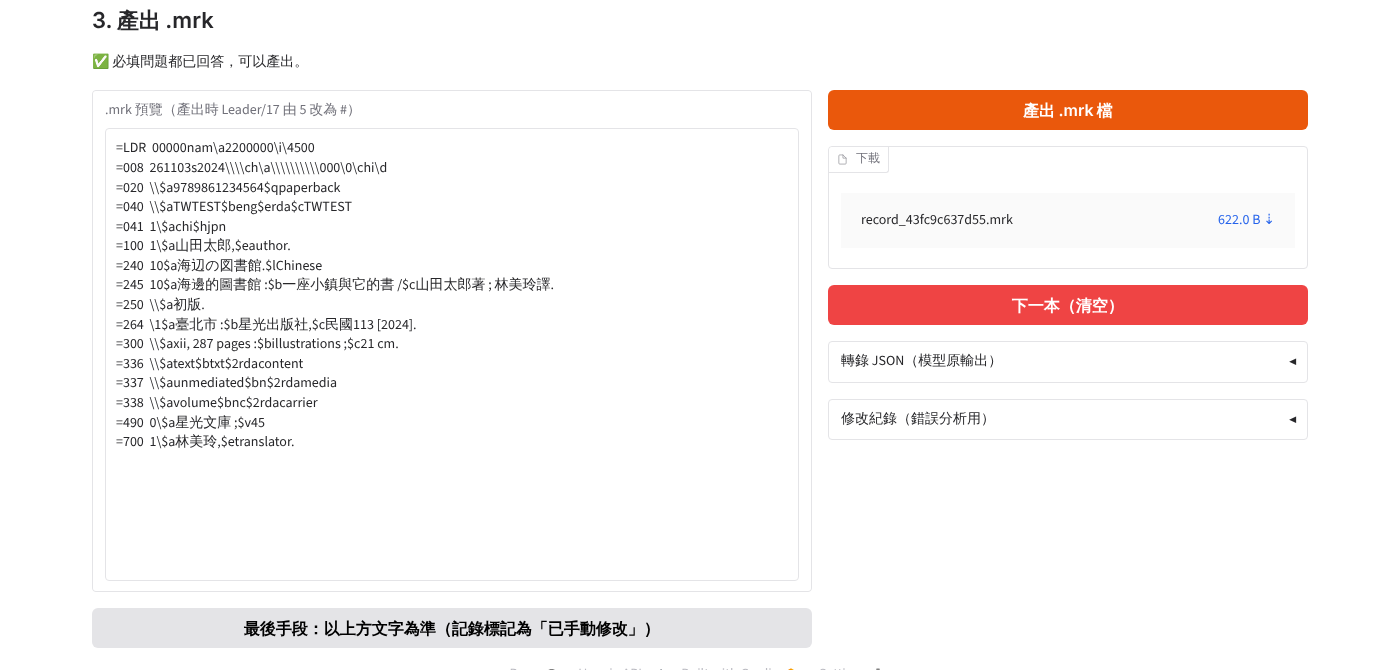 3. 產出 .mrk
✅ 必填問題都已回答，可以產出。
.mrk 預覽（產出時 Leader/17 由 5 改為 #）
=LDR  00000nam\a2200000\i\4500
=008  261103s2024\\\\ch\a\\\\\\\\\\000\0\chi\d
=020  \\$a9789861234564$qpaperback
=040  \\$aTWTEST$beng$erda$cTWTEST
=041  1\$achi$hjpn
=100  1\$a山田太郎,$eauthor.
=240  10$a海辺の図書館.$lChinese
=245  10$a海邊的圖書館 :$b一座小鎮與它的書 /$c山田太郎著 ; 林美玲譯.
=250  \\$a初版.
=264  \1$a臺北市 :$b星光出版社,$c民國113 [2024].
=300  \\$axii, 287 pages :$billustrations ;$c21 cm.
=336  \\$atext$btxt$2rdacontent
=337  \\$aunmediated$bn$2rdamedia
=338  \\$avolume$bnc$2rdacarrier
=490  0\$a星光文庫 ;$v45
=700  1\$a林美玲,$etranslator.
最後手段：以上方文字為準（記錄標記為「已手動修改」）
產出 .mrk 檔
下載
record_43fc9c637d55.mrk 622.0 B ⇣
下一本（清空）
轉錄 JSON（模型原輸出） ◀
修改紀錄（錯誤分析用） ◀